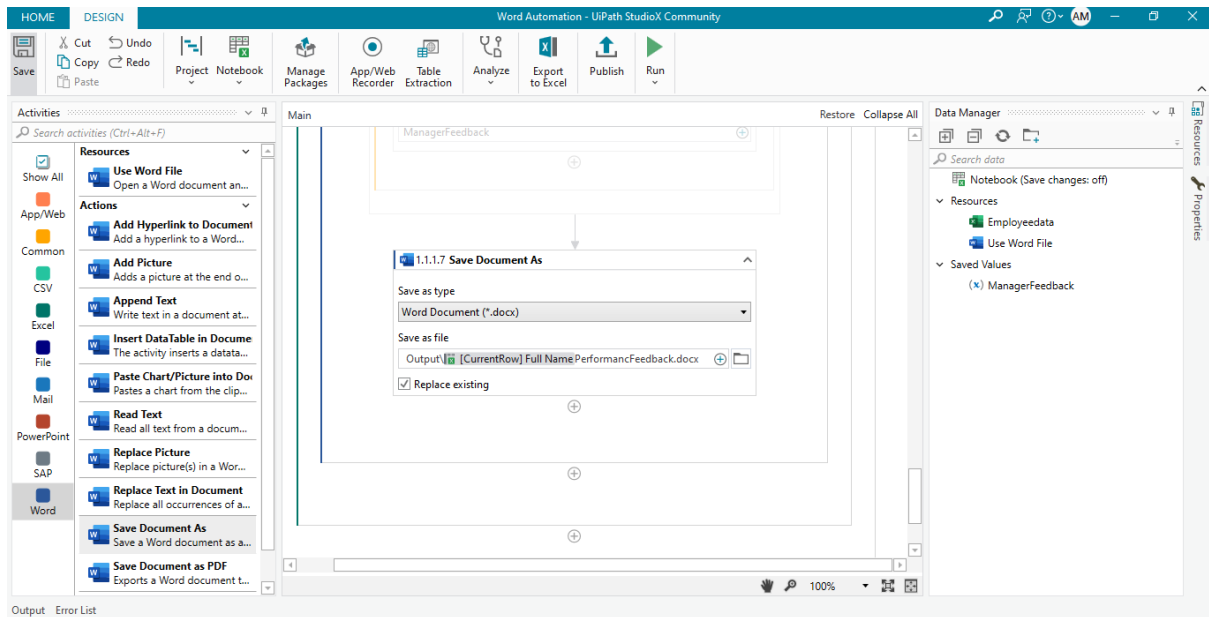 HOME DESIGN Word Automation - UiPath StudioX Community AM
Save
Cut Undo
Copy Redo
Paste
Project Notebook
Manage Packages
App/Web Recorder
Table Extraction
Analyze
Export to Excel
Publish
Run
Activities
Search activities (Ctrl+Alt+F)
Show All
App/Web
Common
CSV
Excel
File
Mail
PowerPoint
SAP
Word
Resources
Use Word File
Open a Word document an...
Actions
Add Hyperlink to Document
Add a hyperlink to a Word...
Add Picture
Adds a picture at the end o...
Append Text
Write text in a document at...
Insert DataTable in Docume
The activity inserts a datata...
Paste Chart/Picture into Do
Pastes a chart from the clip...
Read Text
Read all text from a docum...
Replace Picture
Replace picture(s) in a Wor...
Replace Text in Document
Replace all occurrences of a...
Save Document As
Save a Word document as a...
Save Document as PDF
Exports a Word document t...
Main Restore Collapse All
ManagerFeedback
1.1.1.7 Save Document As
Save as type
Word Document (*.docx)
Save as file
Output\ [CurrentRow] Full Name PerformancFeedback.docx
Replace existing
100%
Data Manager
Search data
Notebook (Save changes: off)
Resources
Employeedata
Use Word File
Saved Values
(x) ManagerFeedback
Resources
Properties
Output Error List